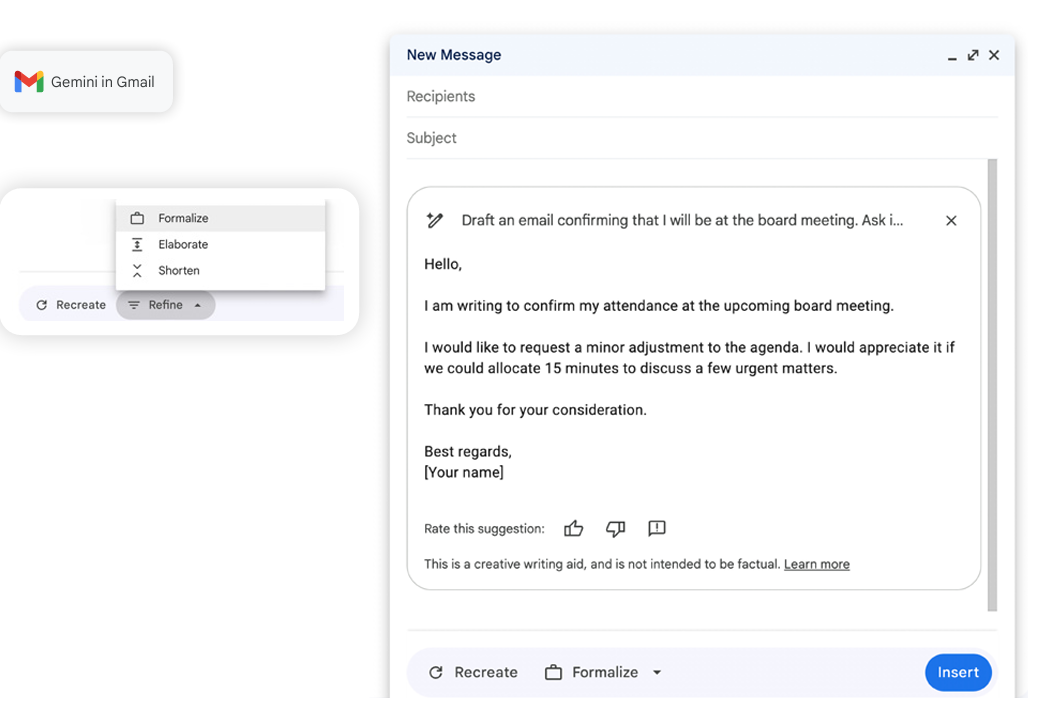 Gemini in Gmail
Formalize
Elaborate
Shorten
Recreate
Refine
New Message
Recipients
Subject
Draft an email confirming that I will be at the board meeting. Ask i...
Hello,
I am writing to confirm my attendance at the upcoming board meeting.
I would like to request a minor adjustment to the agenda. I would appreciate it if
we could allocate 15 minutes to discuss a few urgent matters.
Thank you for your consideration.
Best regards,
[Your name]
Rate this suggestion:
This is a creative writing aid, and is not intended to be factual. Learn more
Recreate
Formalize
Insert